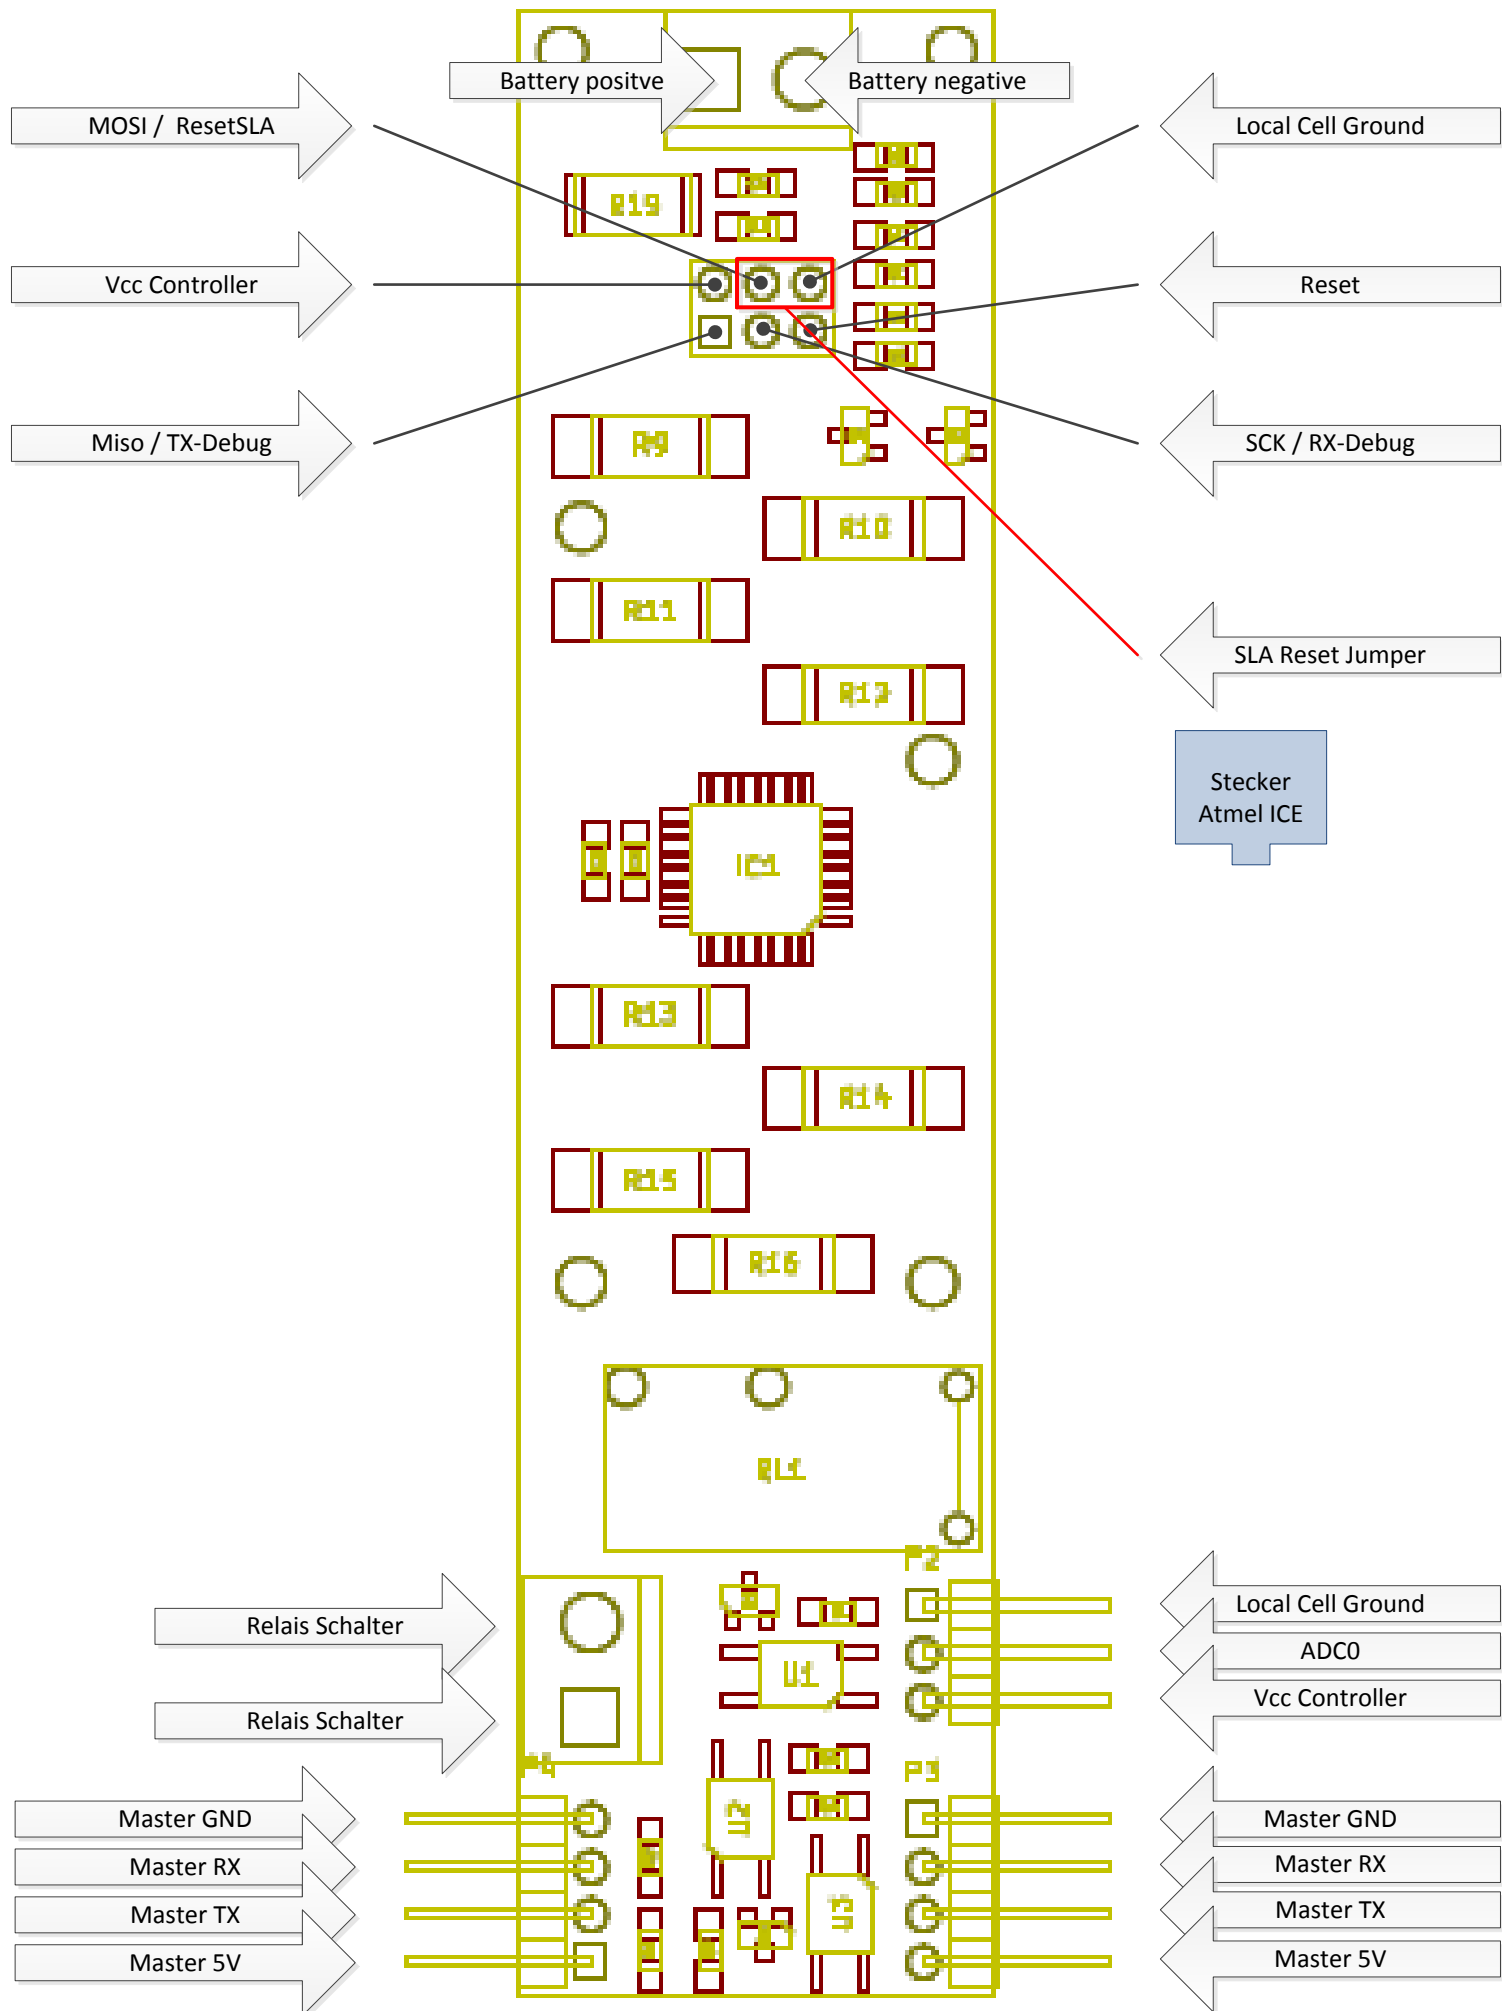 Battery positve
Battery negative
MOSI /  ResetSLA
Local Cell Ground
R19
Vcc Controller
Reset
Miso / TX-Debug
R9
SCK / RX-Debug
R10
R11
SLA Reset Jumper
R12
Stecker
Atmel ICE
IC1
R13
R14
R15
R16
RL1
P2
Local Cell Ground
Relais Schalter
ADC0
U1
Vcc Controller
Relais Schalter
P4
P3
Master GND
U2
Master GND
Master RX
Master RX
Master TX
U3
Master TX
Master 5V
Master 5V